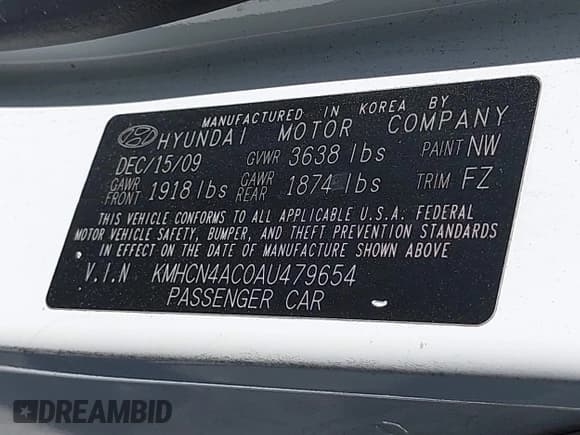 MANUFACTURED IN KOREA BY
HYUNDAI MOTOR COMPANY
DEC/15/09 GVWR 3638 lbs PAINT NW
GAWR FRONT 1918 lbs GAWR REAR 1874 lbs TRIM FZ
THIS VEHICLE CONFORMS TO ALL APPLICABLE U.S.A. FEDERAL
MOTOR VEHICLE SAFETY, BUMPER, AND THEFT PREVENTION STANDARDS
IN EFFECT ON THE DATE OF MANUFACTURE SHOWN ABOVE
V.I.N KMHCN4AC0AU479654
PASSENGER CAR
DREAMBID